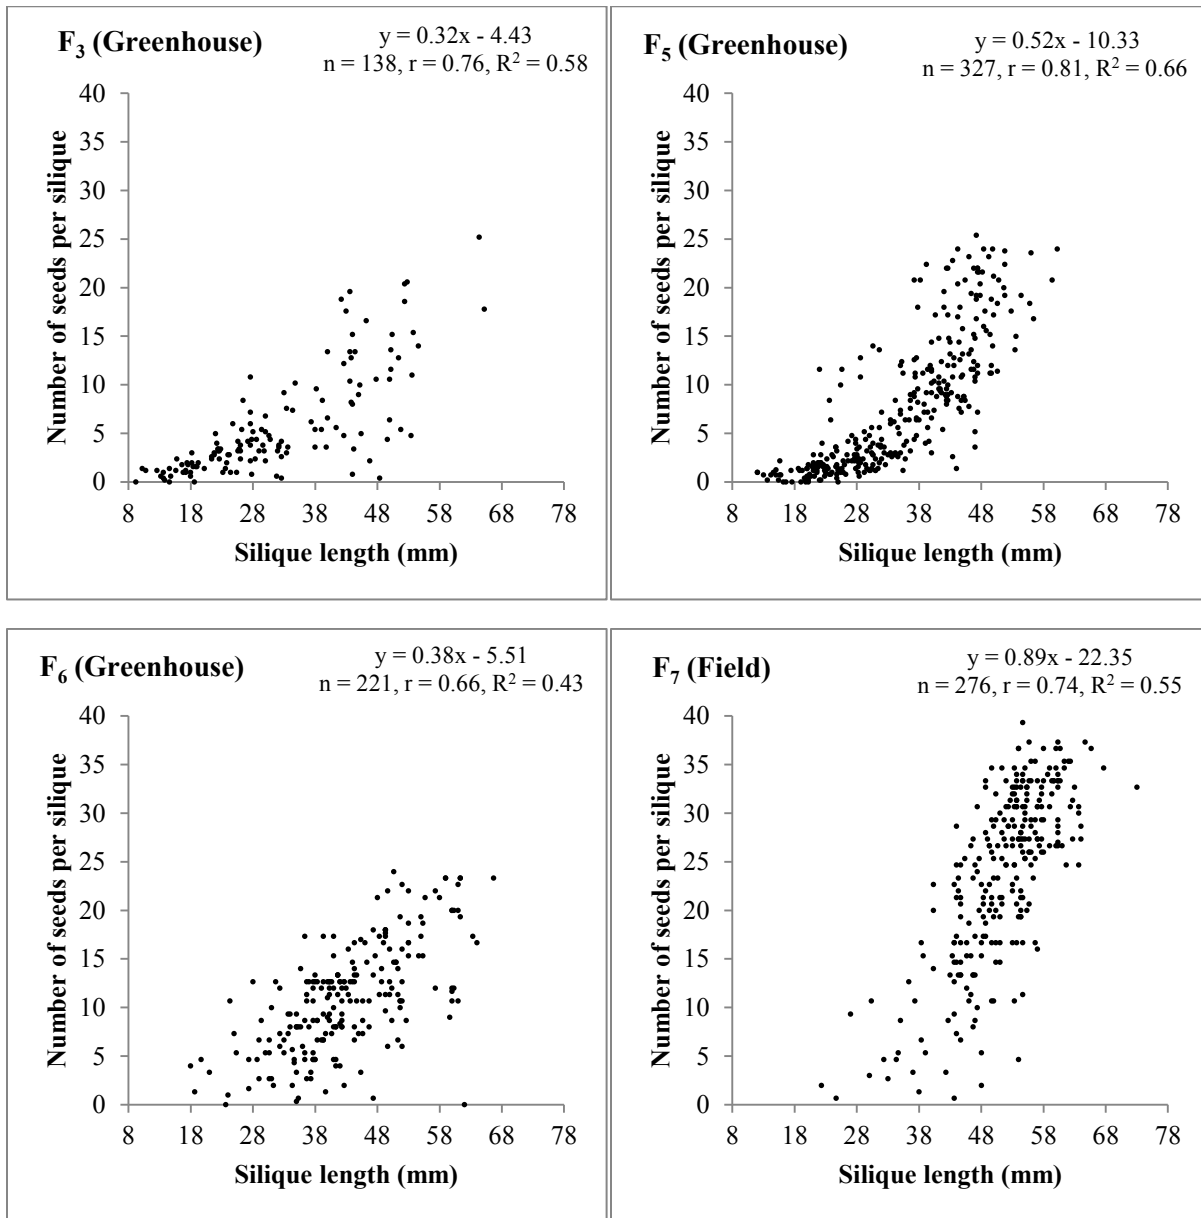 F₃ (Greenhouse)
y = 0.32x - 4.43
n = 138, r = 0.76, R² = 0.58
Number of seeds per silique
40
35
30
25
20
15
10
5
0
8 18 28 38 48 58 68 78
Silique length (mm)
F₅ (Greenhouse)
y = 0.52x - 10.33
n = 327, r = 0.81, R² = 0.66
Number of seeds per silique
40
35
30
25
20
15
10
5
0
8 18 28 38 48 58 68 78
Silique length (mm)
F₆ (Greenhouse)
y = 0.38x - 5.51
n = 221, r = 0.66, R² = 0.43
Number of seeds per silique
40
35
30
25
20
15
10
5
0
8 18 28 38 48 58 68 78
Silique length (mm)
F₇ (Field)
y = 0.89x - 22.35
n = 276, r = 0.74, R² = 0.55
Number of seeds per silique
40
35
30
25
20
15
10
5
0
8 18 28 38 48 58 68 78
Silique length (mm)